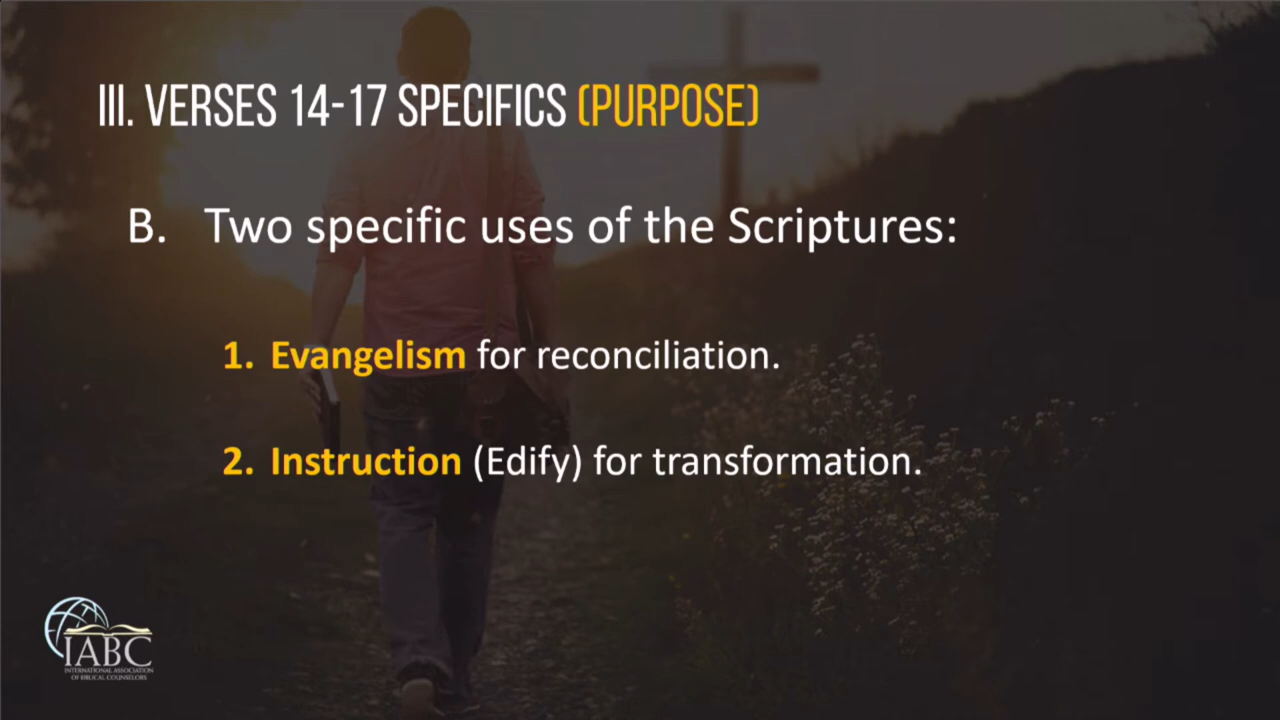 III. VERSES 14-17 SPECIFICS (PURPOSE)
B. Two specific uses of the Scriptures:
1. Evangelism for reconciliation.
2. Instruction (Edify) for transformation.
IABC
INTERNATIONAL ASSOCIATION
OF BIBLICAL COUNSELORS